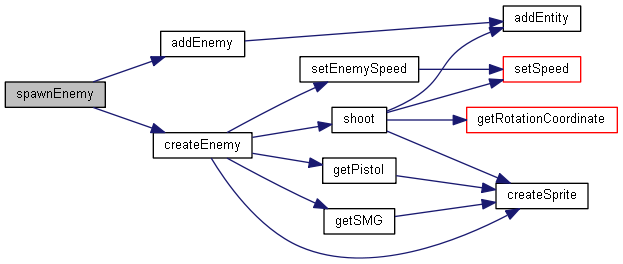 spawnEnemy
addEnemy
createEnemy
setEnemySpeed
shoot
getPistol
getSMG
addEntity
setSpeed
getRotationCoordinate
createSprite